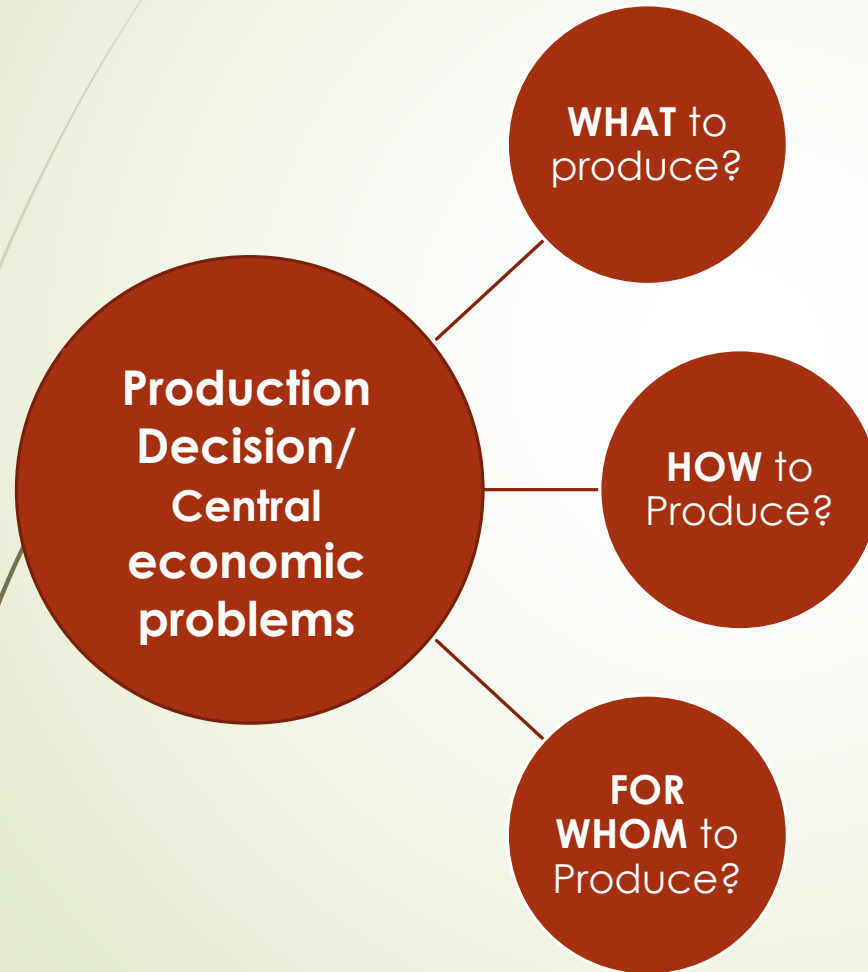 WHAT to
produce?
Production
Decision/
Central
economic
problems
HOW to
Produce?
FOR
WHOM to
Produce?